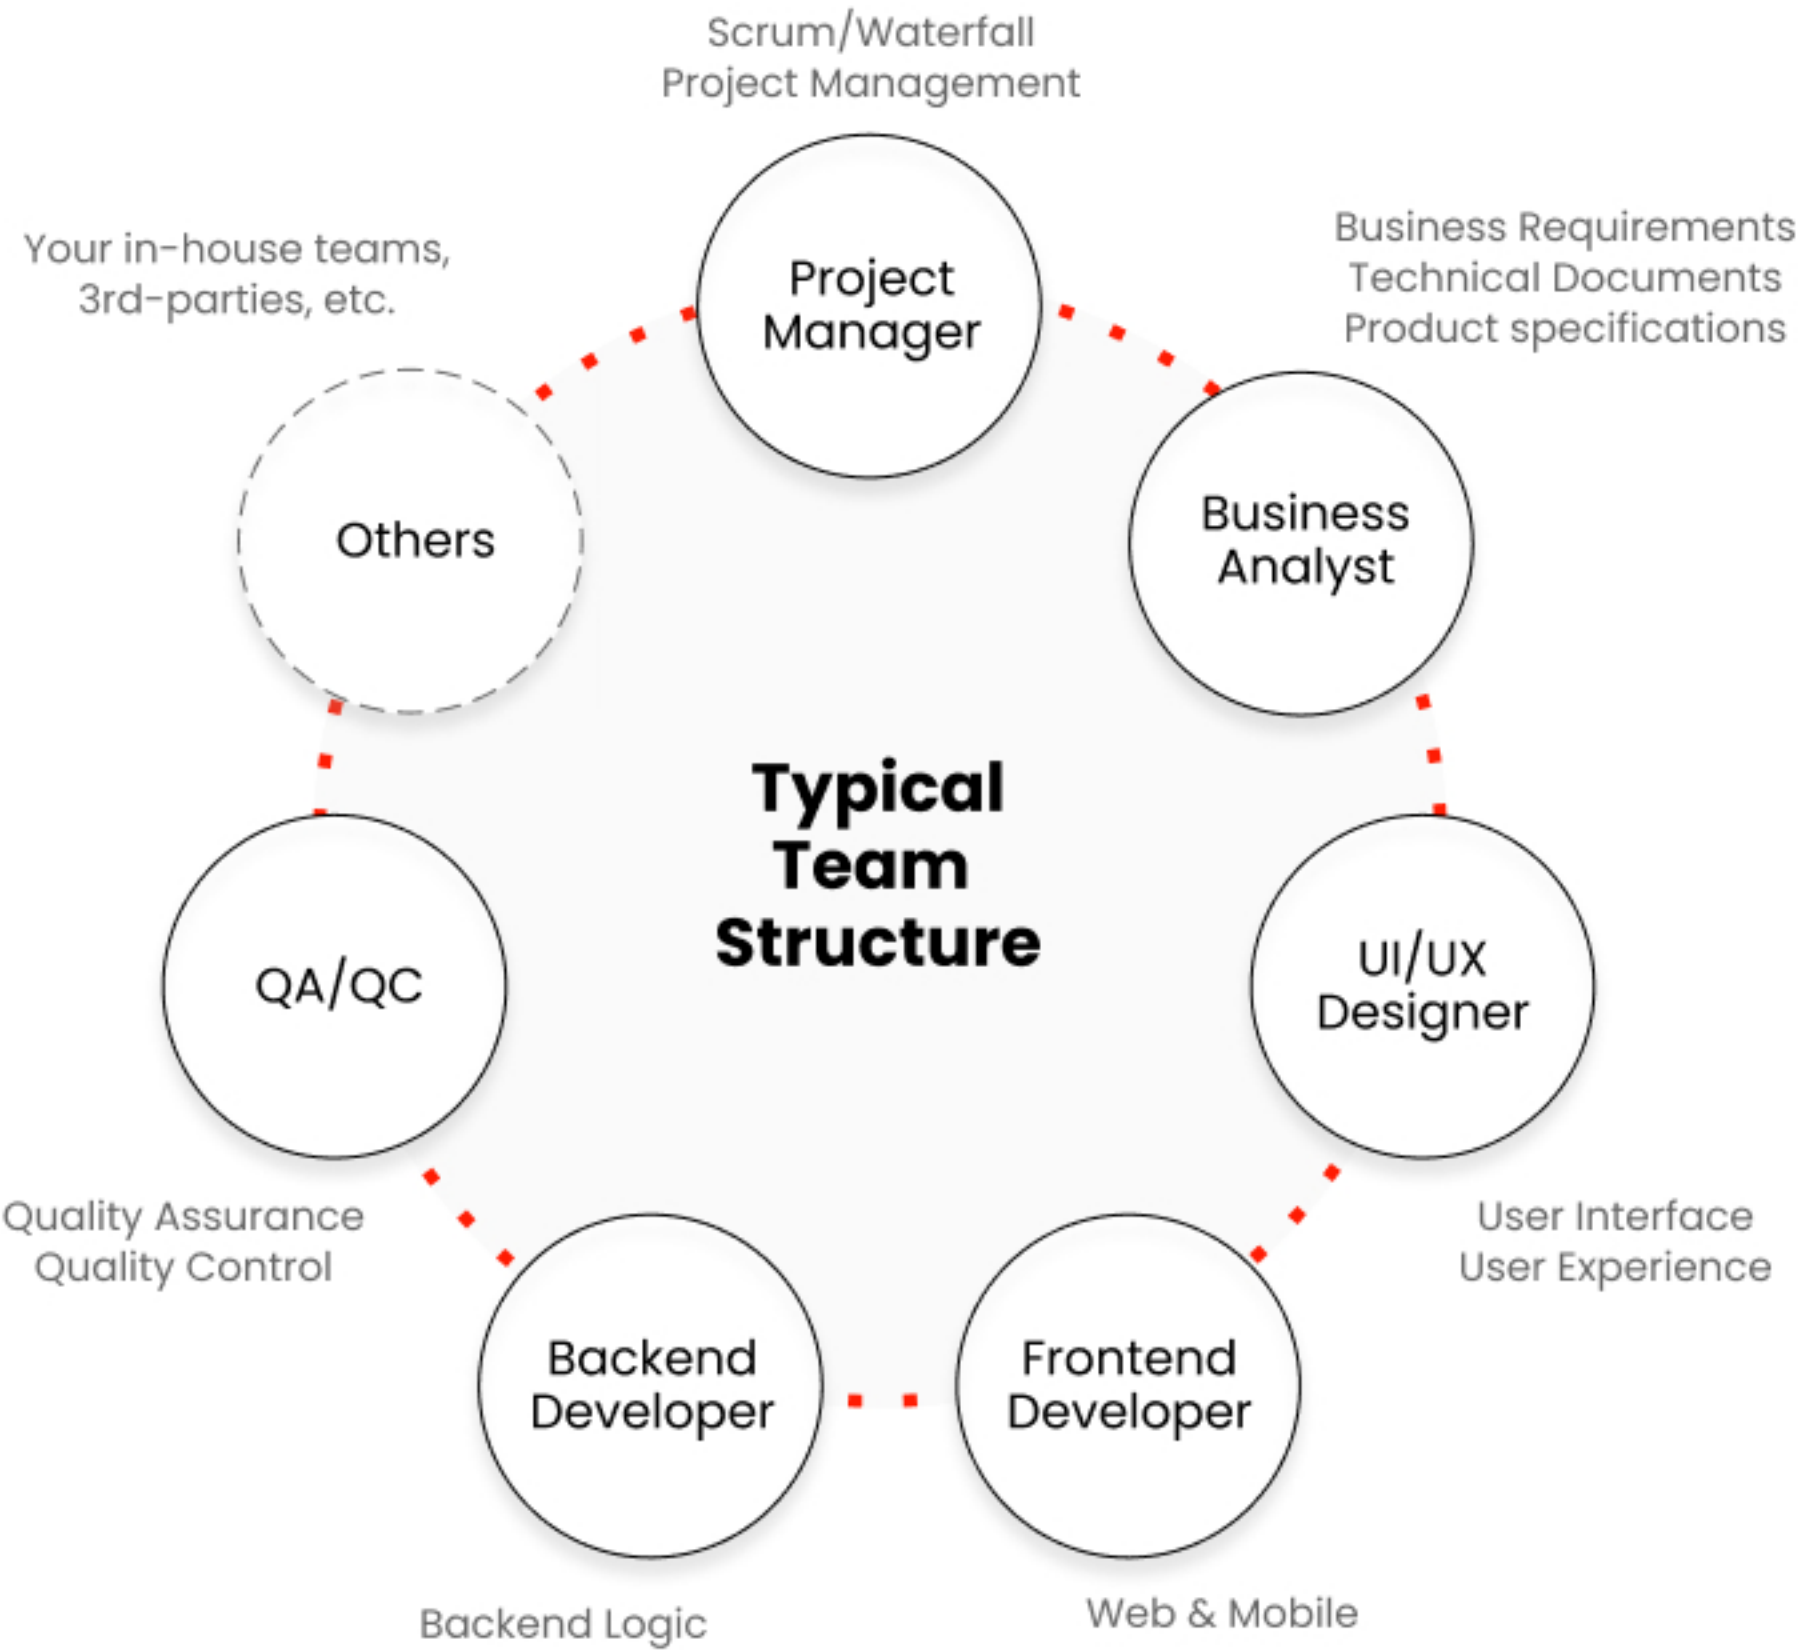 Scrum/Waterfall
Project Management
Project
Manager
Business Requirements
Technical Documents
Product specifications
Business
Analyst
UI/UX
Designer
User Interface
User Experience
Frontend
Developer
Web & Mobile
Backend
Developer
Backend Logic
QA/QC
Quality Assurance
Quality Control
Your in-house teams,
3rd-parties, etc.
Others
Typical
Team
Structure